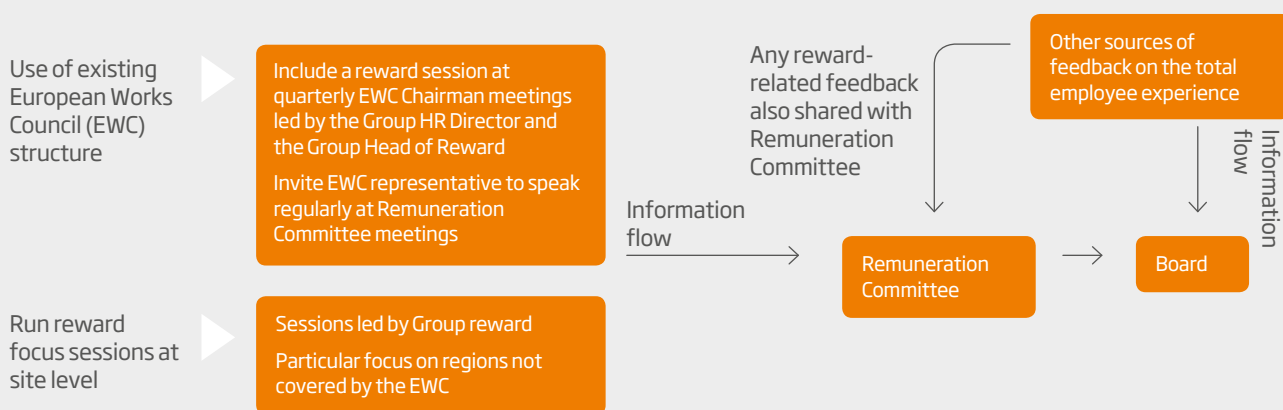 Use of existing
European Works
Council (EWC)
structure
Include a reward session at
quarterly EWC Chairman meetings
led by the Group HR Director and
the Group Head of Reward
Invite EWC representative to speak
regularly at Remuneration
Committee meetings
Run reward
focus sessions at
site level
Sessions led by Group reward
Particular focus on regions not
covered by the EWC
Information
flow
Any reward-
related feedback
also shared with
Remuneration
Committee
Other sources of
feedback on the total
employee experience
Information
flow
Remuneration
Committee
Board